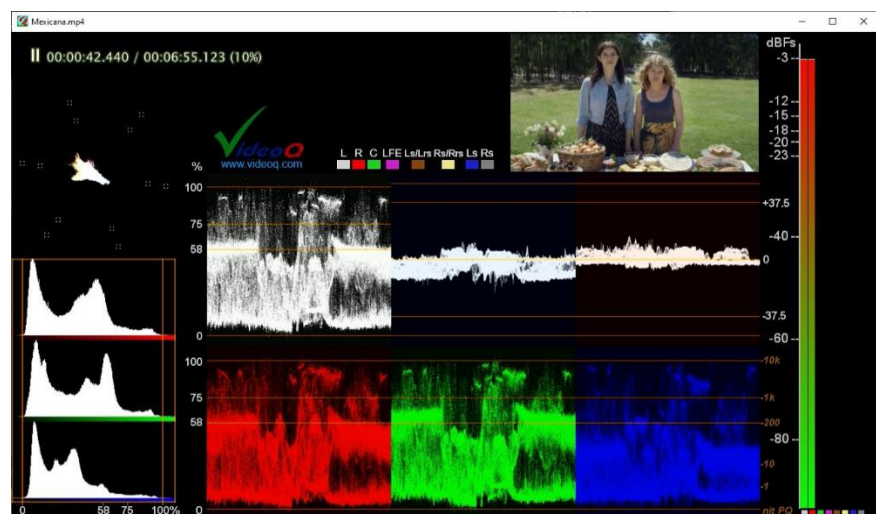 Mexicana.mp4
00:00:42.440 / 00:06:55.123 (10%)
dBFs
-3
-12
-15
-18
-20
-23
-40
-60
-80
VideoQ
www.videoq.com
L R C LFE Ls/Lrs Rs/Rrs Ls Rs
%
100
75
58
0
+37.5
0
-37.5
100
75
58
0
-10k
-1k
-200
-10
-1
nit PQ
0 58 75 100%